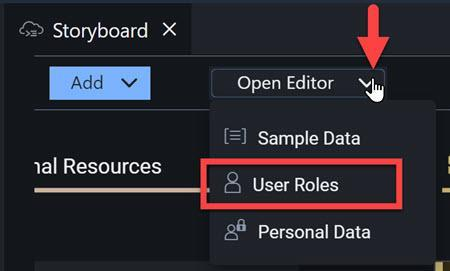 Storyboard
Add
Open Editor
Sample Data
nal Resources
User Roles
Personal Data